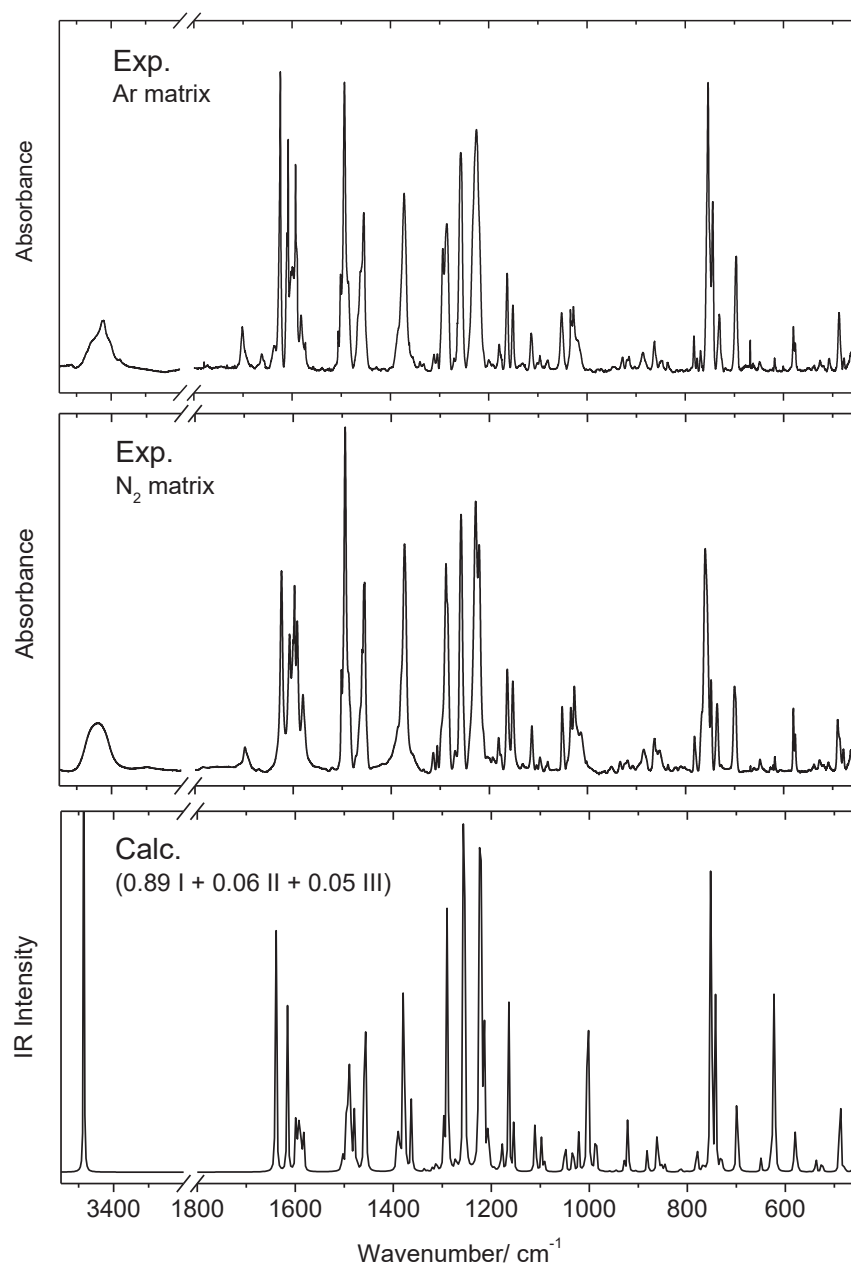 Exp.
Ar matrix
Absorbance
Exp.
N₂ matrix
Absorbance
Calc.
(0.89 I + 0.06 II + 0.05 III)
IR Intensity
3400 1800 1600 1400 1200 1000 800 600
Wavenumber/ cm⁻¹